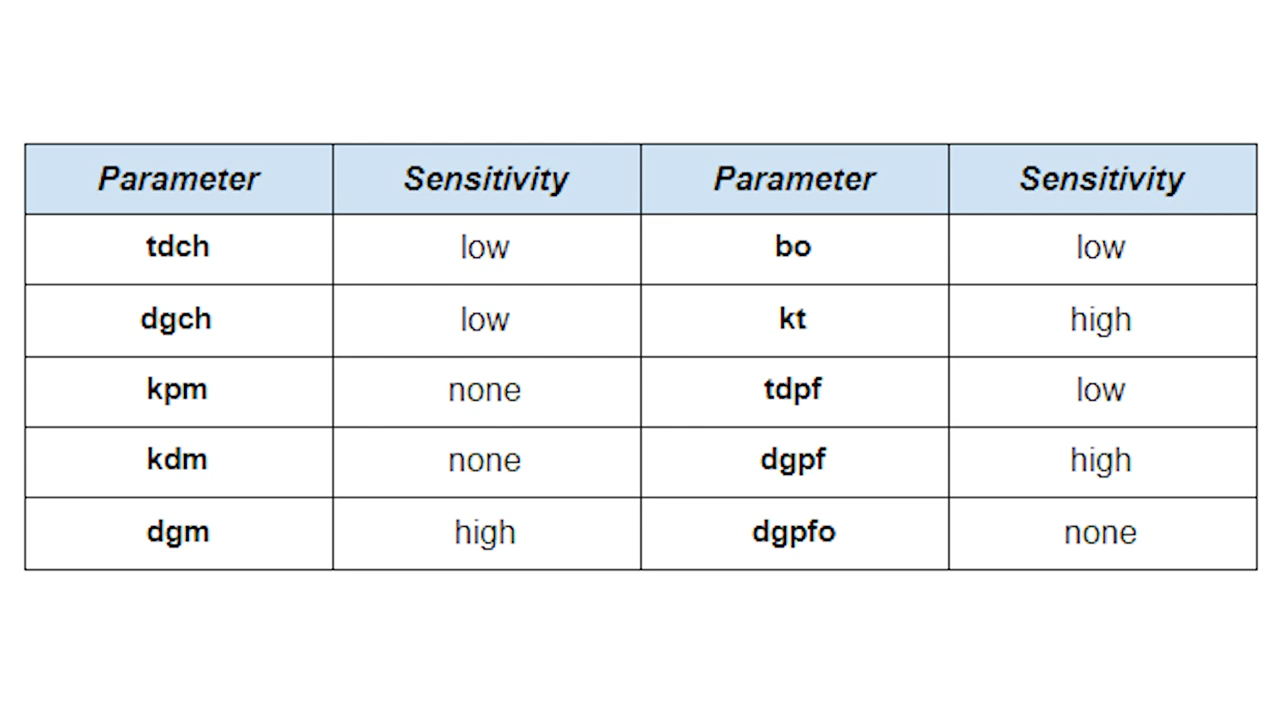 Parameter Sensitivity Parameter Sensitivity
tdch low bo low
dgch low kt high
kpm none tdpf low
kdm none dgpf high
dgm high dgpfo none